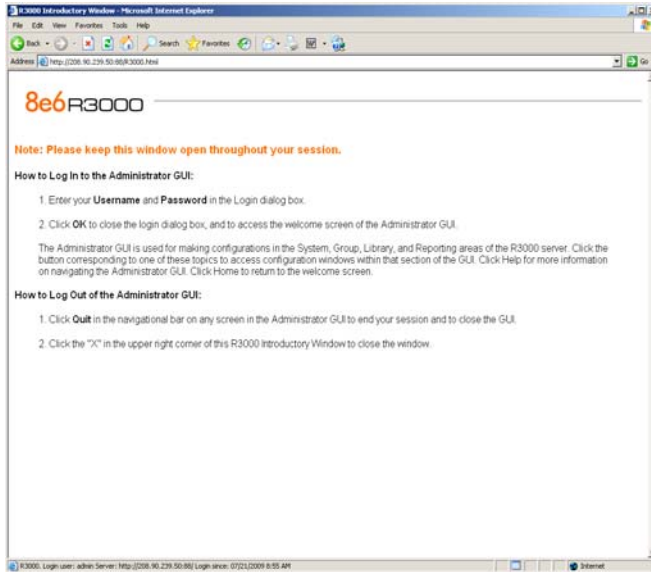 R3000 Introductory Window - Microsoft Internet Explorer
File Edit View Favorites Tools Help
Back Search Favorites
Address http://208.90.239.50:88/R3000.html Go
8e6 R3000
Note: Please keep this window open throughout your session.
How to Log In to the Administrator GUI:
1. Enter your Username and Password in the Login dialog box.
2. Click OK to close the login dialog box, and to access the welcome screen of the Administrator GUI.
The Administrator GUI is used for making configurations in the System, Group, Library, and Reporting areas of the R3000 server. Click the
button corresponding to one of these topics to access configuration windows within that section of the GUI. Click Help for more information
on navigating the Administrator GUI. Click Home to return to the welcome screen.
How to Log Out of the Administrator GUI:
1. Click Quit in the navigational bar on any screen in the Administrator GUI to end your session and to close the GUI.
2. Click the "X" in the upper right corner of this R3000 Introductory Window to close the window.
R3000. Login user: admin Server: http://208.90.239.50:88/ Login since: 07/21/2009 8:55 AM Internet